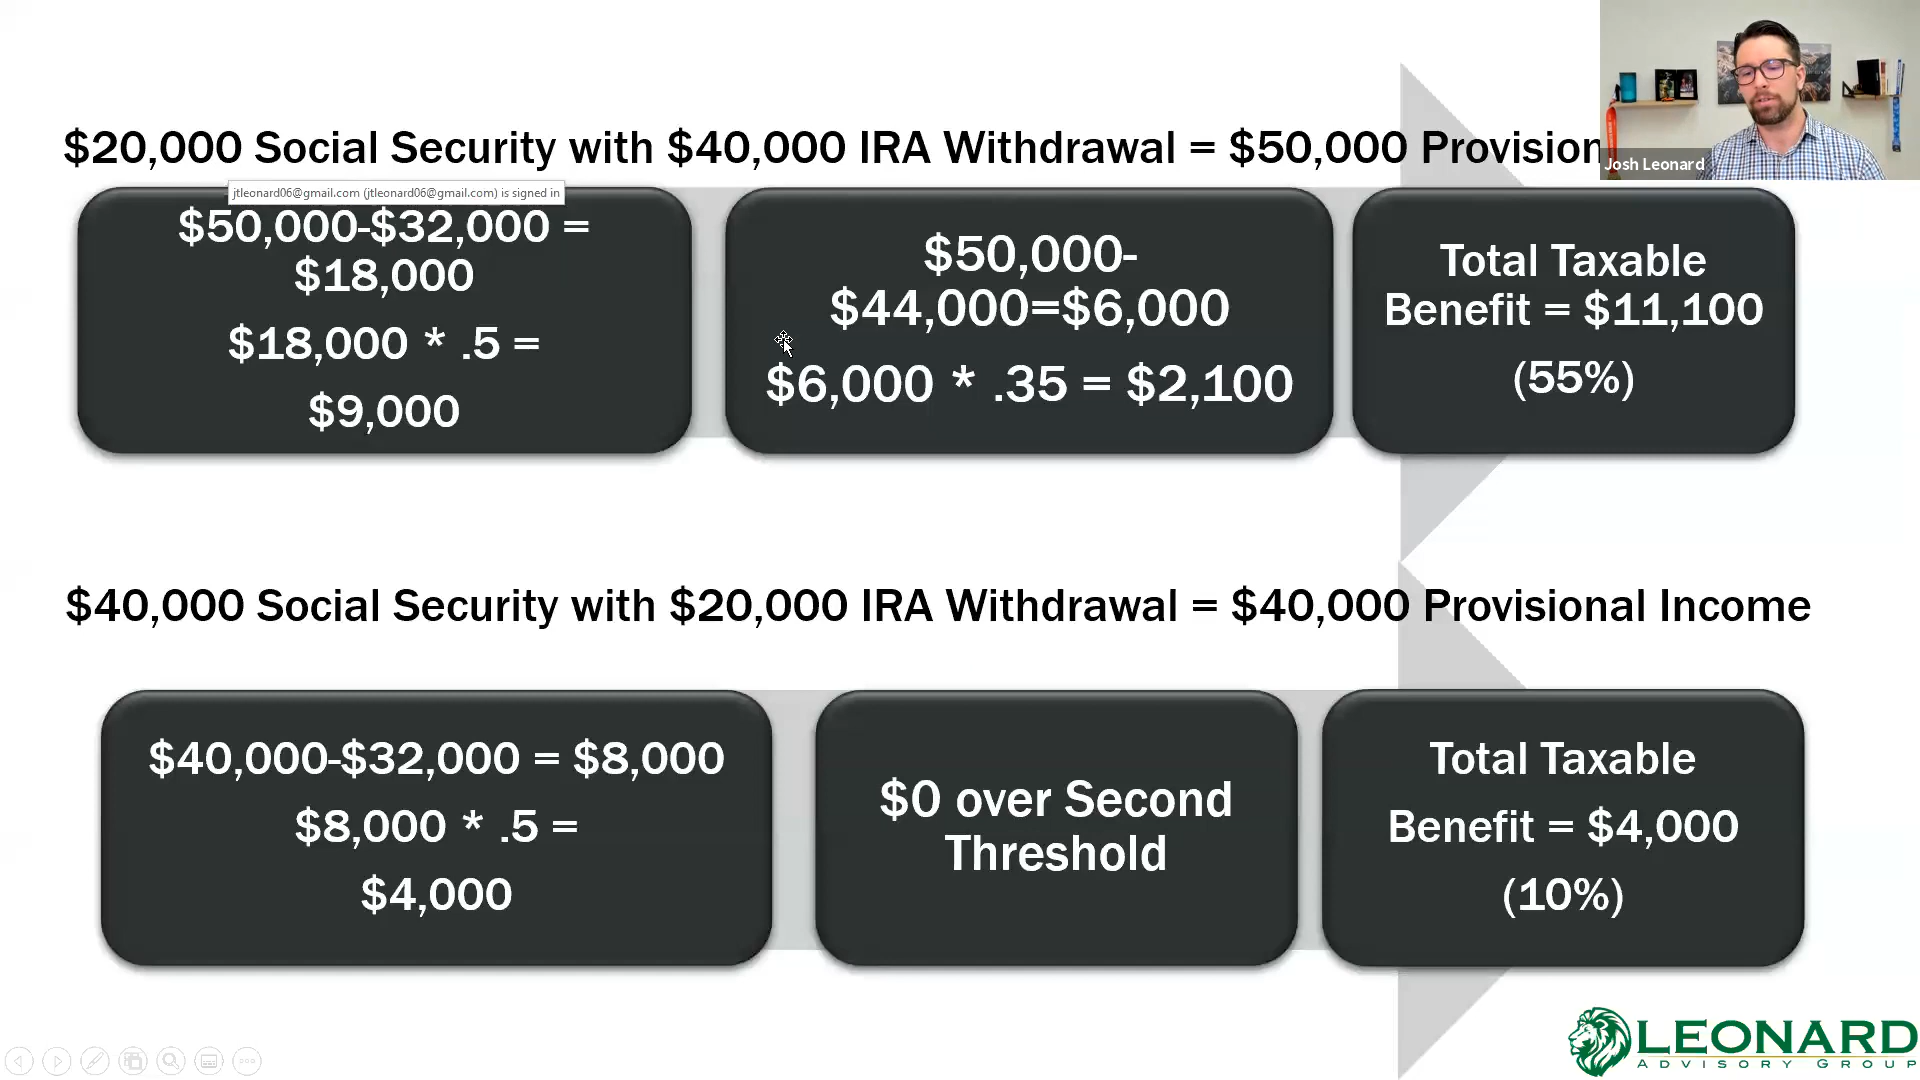 $20,000 Social Security with $40,000 IRA Withdrawal = $50,000 Provision
Josh Leonard
jtleonard06@gmail.com (jtleonard06@gmail.com) is signed in
$50,000-$32,000 =
$18,000
$18,000 * .5 =
$9,000
$50,000-
$44,000=$6,000
$6,000 * .35 = $2,100
Total Taxable
Benefit = $11,100
(55%)
$40,000 Social Security with $20,000 IRA Withdrawal = $40,000 Provisional Income
$40,000-$32,000 = $8,000
$8,000 * .5 =
$4,000
$0 over Second
Threshold
Total Taxable
Benefit = $4,000
(10%)
LEONARD
ADVISORY GROUP